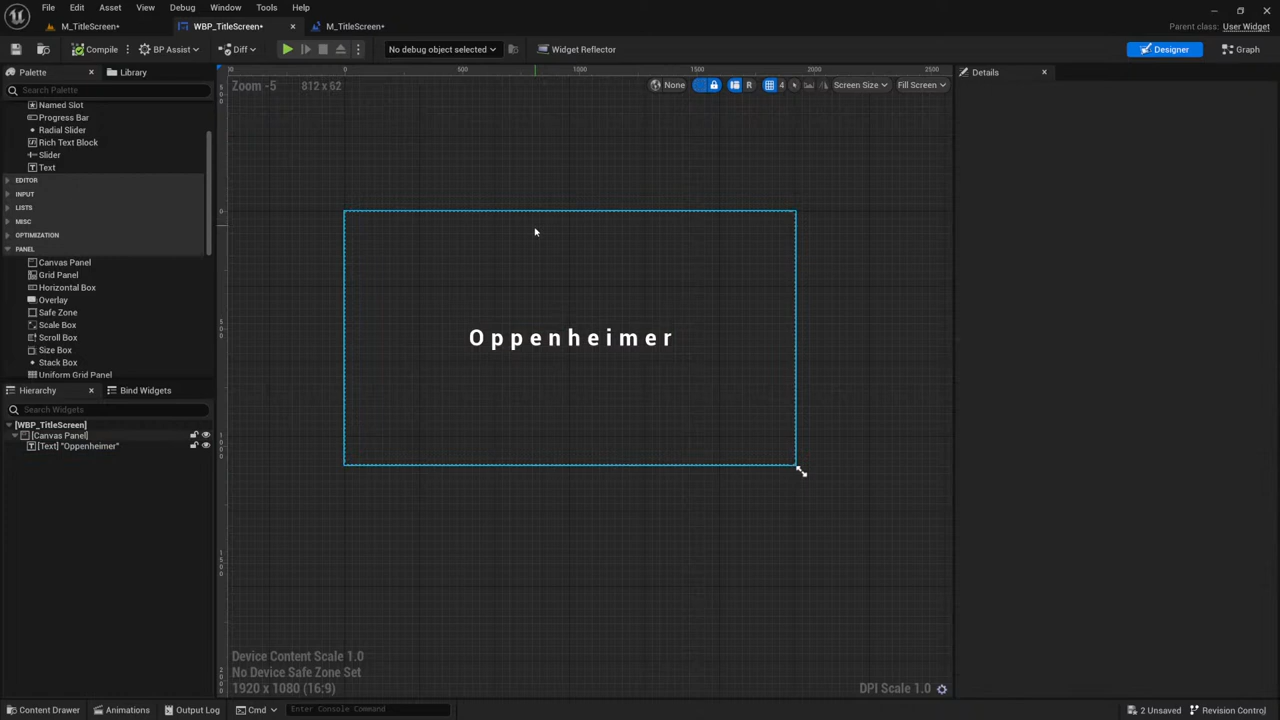 File Edit Asset View Debug Window Tools Help
M_TitleScreen* WBP_TitleScreen* M_TitleScreen*
Parent class: User Widget
Compile BP Assist Diff No debug object selected Widget Reflector Designer Graph
Palette Library Details
Search Palette
Zoom -5 812 x 62 None R 4 Screen Size Fill Screen
0 500 1000 1500 2000 2500
Named Slot
Progress Bar
Radial Slider
Rich Text Block
Slider
Text
EDITOR
INPUT
LISTS
MISC
OPTIMIZATION
PANEL
Canvas Panel
Grid Panel
Horizontal Box
Overlay
Safe Zone
Scale Box
Scroll Box
Size Box
Stack Box
Uniform Grid Panel
Oppenheimer
Hierarchy Bind Widgets
Search Widgets
[WBP_TitleScreen]
[Canvas Panel]
[Text] "Oppenheimer"
Device Content Scale 1.0
No Device Safe Zone Set
1920 x 1080 (16:9)
DPI Scale 1.0
Content Drawer Animations Output Log Cmd Enter Console Command 2 Unsaved Revision Control